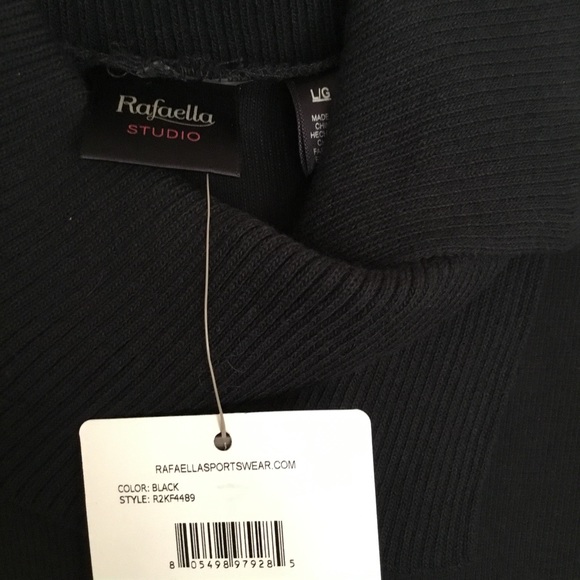 Rafaella
STUDIO
L/G
MADE
RAFAELLASPORTSWEAR.COM
COLOR: BLACK
STYLE: R2KF4489
8 05498 97928 5